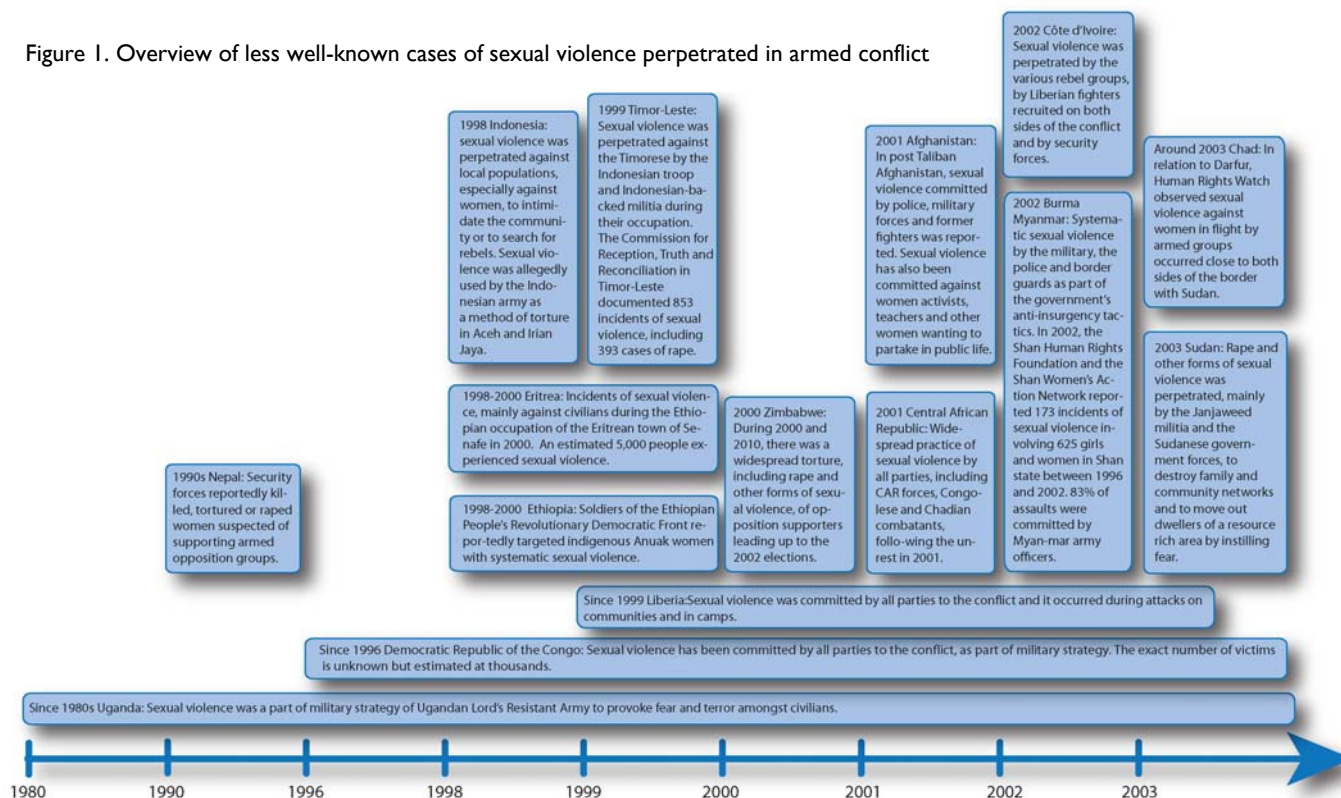 Figure 1. Overview of less well-known cases of sexual violence perpetrated in armed conflict
1998 Indonesia:
sexual violence was
perpetrated against
local populations,
especially against
women, to intimi-
date the communi-
ty or to search for
rebels. Sexual vio-
lence was allegedly
used by the Indo-
nesian army as
a method of torture
in Aceh and Irian
Jaya.
1999 Timor-Leste:
Sexual violence was
perpetrated against
the Timorese by the
Indonesian troop
and Indonesian-ba-
cked militia during
their occupation.
The Commission for
Reception, Truth and
Reconciliation in
Timor-Leste
documented 853
incidents of sexual
violence, including
393 cases of rape.
2001 Afghanistan:
In post Taliban
Afghanistan, sexual
violence committed
by police, military
forces and former
fighters was repor-
ted. Sexual violence
has also been
committed against
women activists,
teachers and other
women wanting to
partake in public life.
2002 Côte d'Ivoire:
Sexual violence was
perpetrated by the
various rebel groups,
by Liberian fighters
recruited on both
sides of the conflict
and by security
forces.
Around 2003 Chad: In
relation to Darfur,
Human Rights Watch
observed sexual
violence against
women in flight by
armed groups
occurred close to both
sides of the border
with Sudan.
1990s Nepal: Security
forces reportedly kil-
led, tortured or raped
women suspected of
supporting armed
opposition groups.
1998-2000 Eritrea: Incidents of sexual violen-
ce, mainly against civilians during the Ethio-
pian occupation of the Eritrean town of Se-
nafe in 2000. An estimated 5,000 people ex-
perienced sexual violence.
1998-2000 Ethiopia: Soldiers of the Ethiopian
People's Revolutionary Democratic Front re-
por-tedly targeted indigenous Anuak women
with systematic sexual violence.
2000 Zimbabwe:
During 2000 and
2010, there was a
widespread torture,
including rape and
other forms of sexu-
al violence, of op-
position supporters
leading up to the
2002 elections.
2001 Central African
Republic: Wide-
spread practice of
sexual violence by
all parties, including
CAR forces, Congo-
lese and Chadian
combatants,
follo-wing the un-
rest in 2001.
2002 Burma
Myanmar: Systema-
tic sexual violence
by the military, the
police and border
guards as part of
the government's
anti-insurgency tac-
tics. In 2002, the
Shan Human Rights
Foundation and the
Shan Women's Ac-
tion Network repor-
ted 173 incidents of
sexual violence in-
volving 625 girls
and women in Shan
state between 1996
and 2002. 83% of
assaults were
committed by
Myan-mar army
officers.
2003 Sudan: Rape and
other forms of sexual
violence was
perpetrated, mainly
by the Janjaweed
militia and the
Sudanese govern-
ment forces, to
destroy family and
community networks
and to move out
dwellers of a resource
rich area by instilling
fear.
Since 1999 Liberia:Sexual violence was committed by all parties to the conflict and it occurred during attacks on
communities and in camps.
Since 1996 Democratic Republic of the Congo: Sexual violence has been committed by all parties to the conflict, as part of military strategy. The exact number of victims
is unknown but estimated at thousands.
Since 1980s Uganda: Sexual violence was a part of military strategy of Ugandan Lord's Resistant Army to provoke fear and terror amongst civilians.
1980 1990 1996 1998 1999 2000 2001 2002 2003